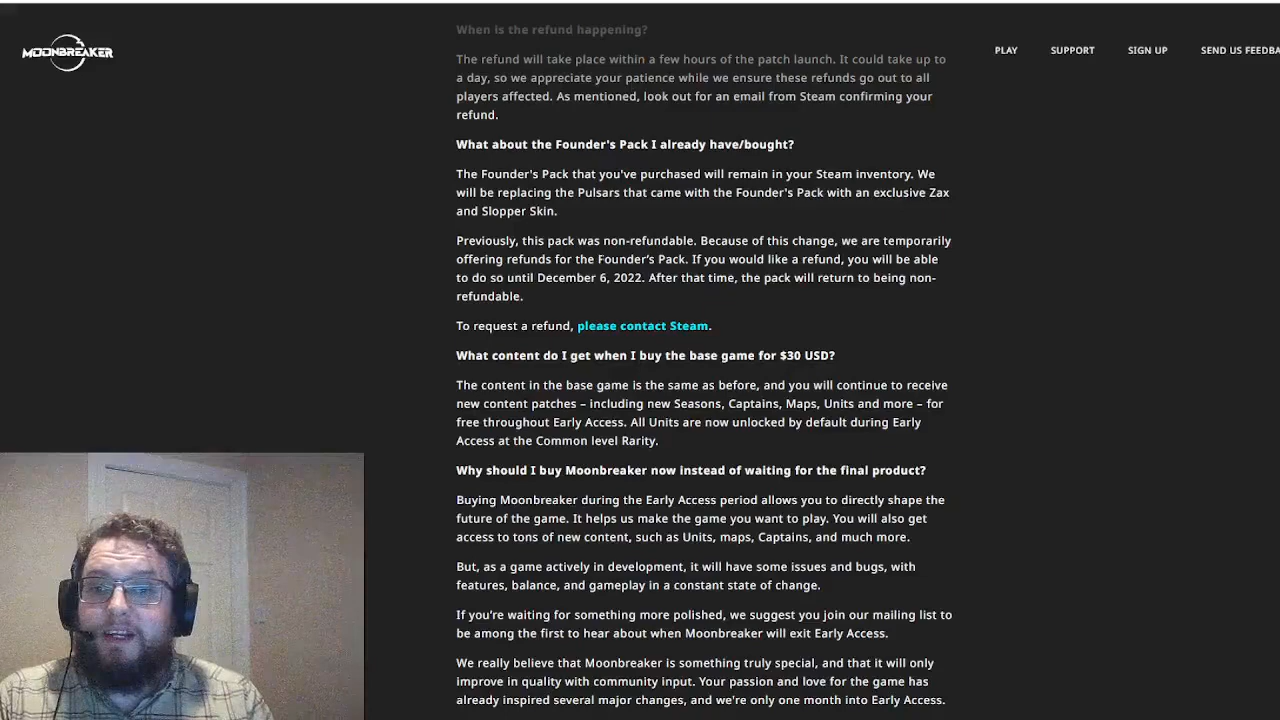 When is the refund happening?
MOONBREAKER
PLAY
SUPPORT
SIGN UP
SEND US FEEDBA
The refund will take place within a few hours of the patch launch. It could take up to
a day, so we appreciate your patience while we ensure these refunds go out to all
players affected. As mentioned, look out for an email from Steam confirming your
refund.
What about the Founder's Pack I already have/bought?
The Founder's Pack that you've purchased will remain in your Steam inventory. We
will be replacing the Pulsars that came with the Founder's Pack with an exclusive Zax
and Slopper Skin.
Previously, this pack was non-refundable. Because of this change, we are temporarily
offering refunds for the Founder’s Pack. If you would like a refund, you will be able
to do so until December 6, 2022. After that time, the pack will return to being non-
refundable.
To request a refund, please contact Steam.
What content do I get when I buy the base game for $30 USD?
The content in the base game is the same as before, and you will continue to receive
new content patches – including new Seasons, Captains, Maps, Units and more – for
free throughout Early Access. All Units are now unlocked by default during Early
Access at the Common level Rarity.
Why should I buy Moonbreaker now instead of waiting for the final product?
Buying Moonbreaker during the Early Access period allows you to directly shape the
future of the game. It helps us make the game you want to play. You will also get
access to tons of new content, such as Units, maps, Captains, and much more.
But, as a game actively in development, it will have some issues and bugs, with
features, balance, and gameplay in a constant state of change.
If you're waiting for something more polished, we suggest you join our mailing list to
be among the first to hear about when Moonbreaker will exit Early Access.
We really believe that Moonbreaker is something truly special, and that it will only
improve in quality with community input. Your passion and love for the game has
already inspired several major changes, and we're only one month into Early Access.